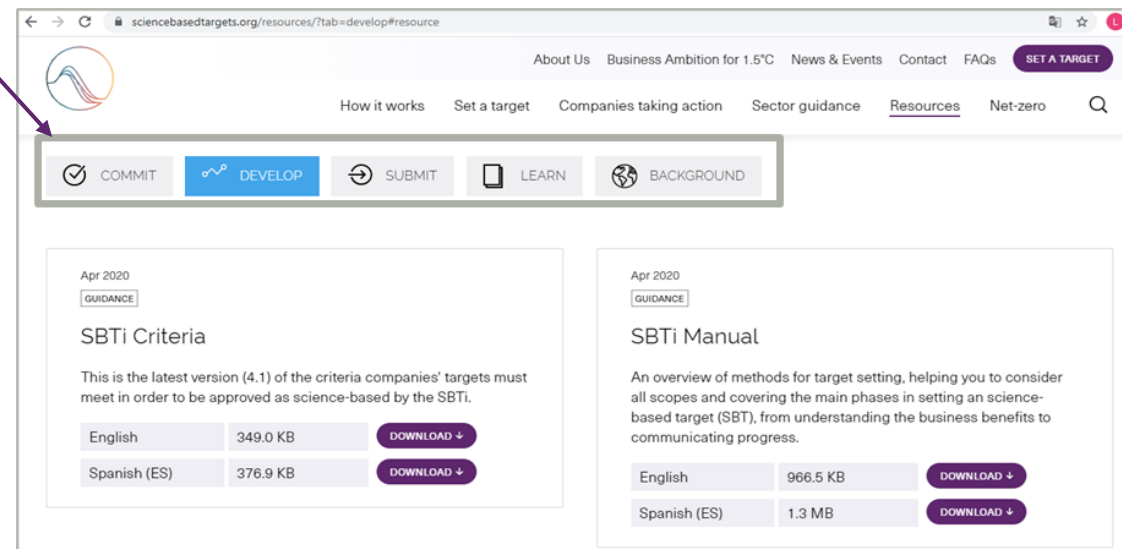 sciencebasedtargets.org/resources/?tab=develop#resource
L
About Us Business Ambition for 1.5°C News & Events Contact FAQs SET A TARGET
How it works Set a target Companies taking action Sector guidance Resources Net-zero
COMMIT DEVELOP SUBMIT LEARN BACKGROUND
Apr 2020
GUIDANCE
SBTi Criteria
This is the latest version (4.1) of the criteria companies' targets must
meet in order to be approved as science-based by the SBTi.
English 349.0 KB DOWNLOAD ↓
Spanish (ES) 376.9 KB DOWNLOAD ↓
Apr 2020
GUIDANCE
SBTi Manual
An overview of methods for target setting, helping you to consider
all scopes and covering the main phases in setting an science-
based target (SBT), from understanding the business benefits to
communicating progress.
English 966.5 KB DOWNLOAD ↓
Spanish (ES) 1.3 MB DOWNLOAD ↓